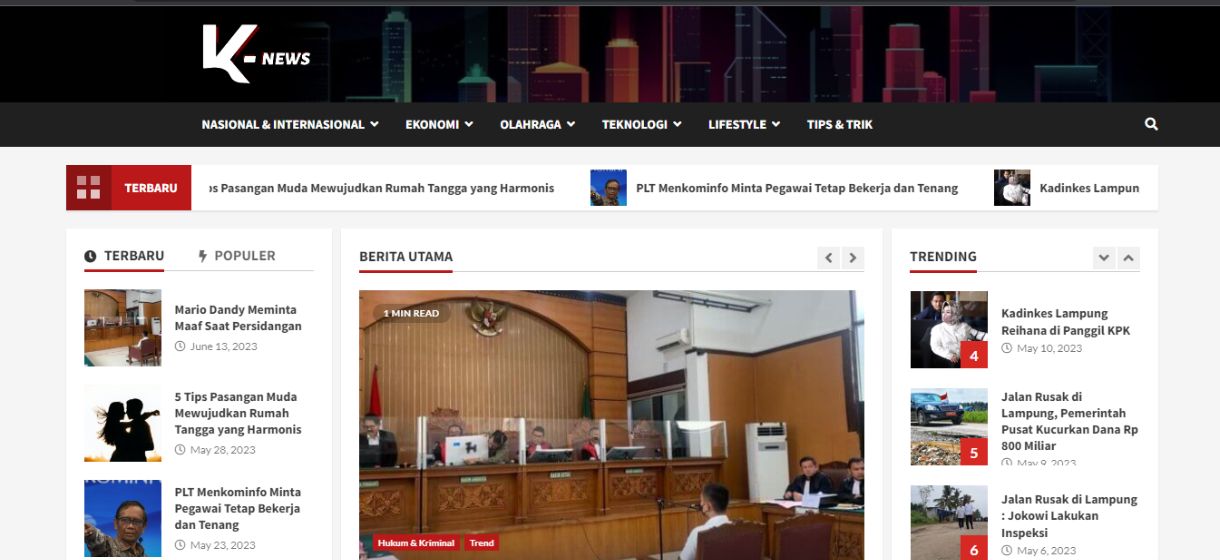 K- NEWS
NASIONAL & INTERNASIONAL
EKONOMI
OLAHRAGA
TEKNOLOGI
LIFESTYLE
TIPS & TRIK
TERBARU
Pasangan Muda Mewujudkan Rumah Tangga yang Harmonis
PLT Menkominfo Minta Pegawai Tetap Bekerja dan Tenang
Kadinkes Lampun
TERBARU
POPULER
Mario Dandy Meminta
Maaf Saat Persidangan
June 13, 2023
5 Tips Pasangan Muda
Mewujudkan Rumah
Tangga yang Harmonis
May 28, 2023
PLT Menkominfo Minta
Pegawai Tetap Bekerja
dan Tenang
May 23, 2023
BERITA UTAMA
1 MIN READ
Hukum & Kriminal
Trend
TRENDING
4
Kadinkes Lampung
Reihana di Panggil KPK
May 10, 2023
5
Jalan Rusak di
Lampung, Pemerintah
Pusat Kucurkan Dana Rp
800 Miliar
May 9, 2023
6
Jalan Rusak di Lampung
: Jokowi Lakukan
Inspeksi
May 6, 2023